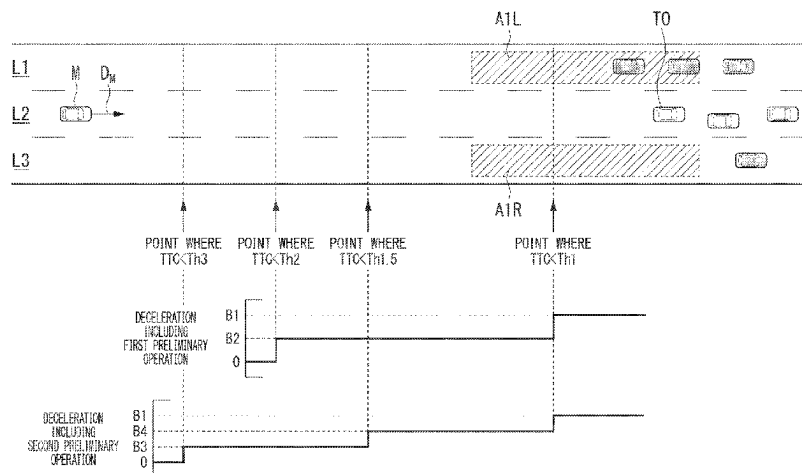 A1L
TO
L1
M
DM
L2
L3
A1R
POINT WHERE
TTC<Th3
POINT WHERE
TTC<Th2
POINT WHERE
TTC<Th1.5
POINT WHERE
TTC<Th1
DECELERATION
INCLUDING
FIRST PRELIMINARY
OPERATION
B1
B2
0
DECELERATION
INCLUDING
SECOND PRELIMINARY
OPERATION
B1
B4
B3
0